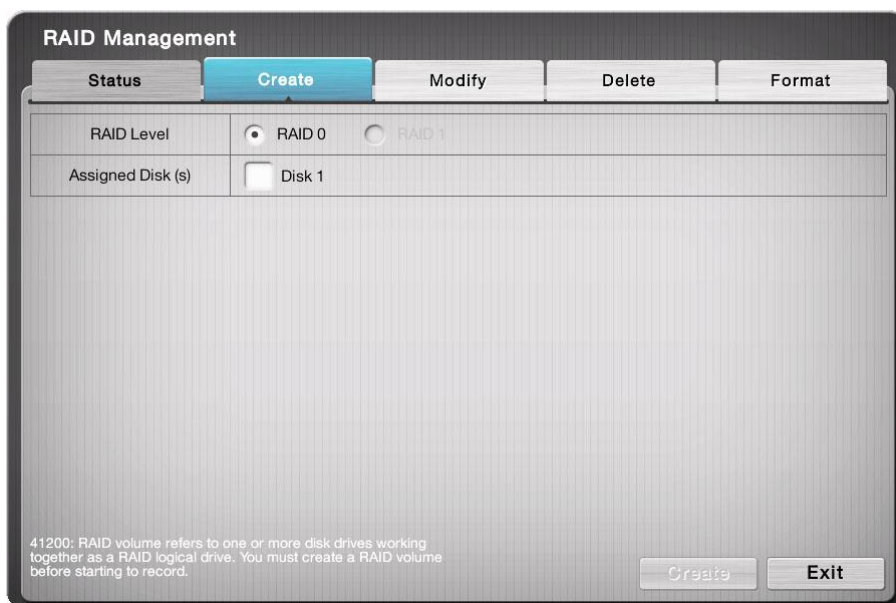 RAID Management
Status Create Modify Delete Format
RAID Level RAID 0 RAID 1
Assigned Disk (s) Disk 1
41200: RAID volume refers to one or more disk drives working
together as a RAID logical drive. You must create a RAID volume
before starting to record.
Create Exit